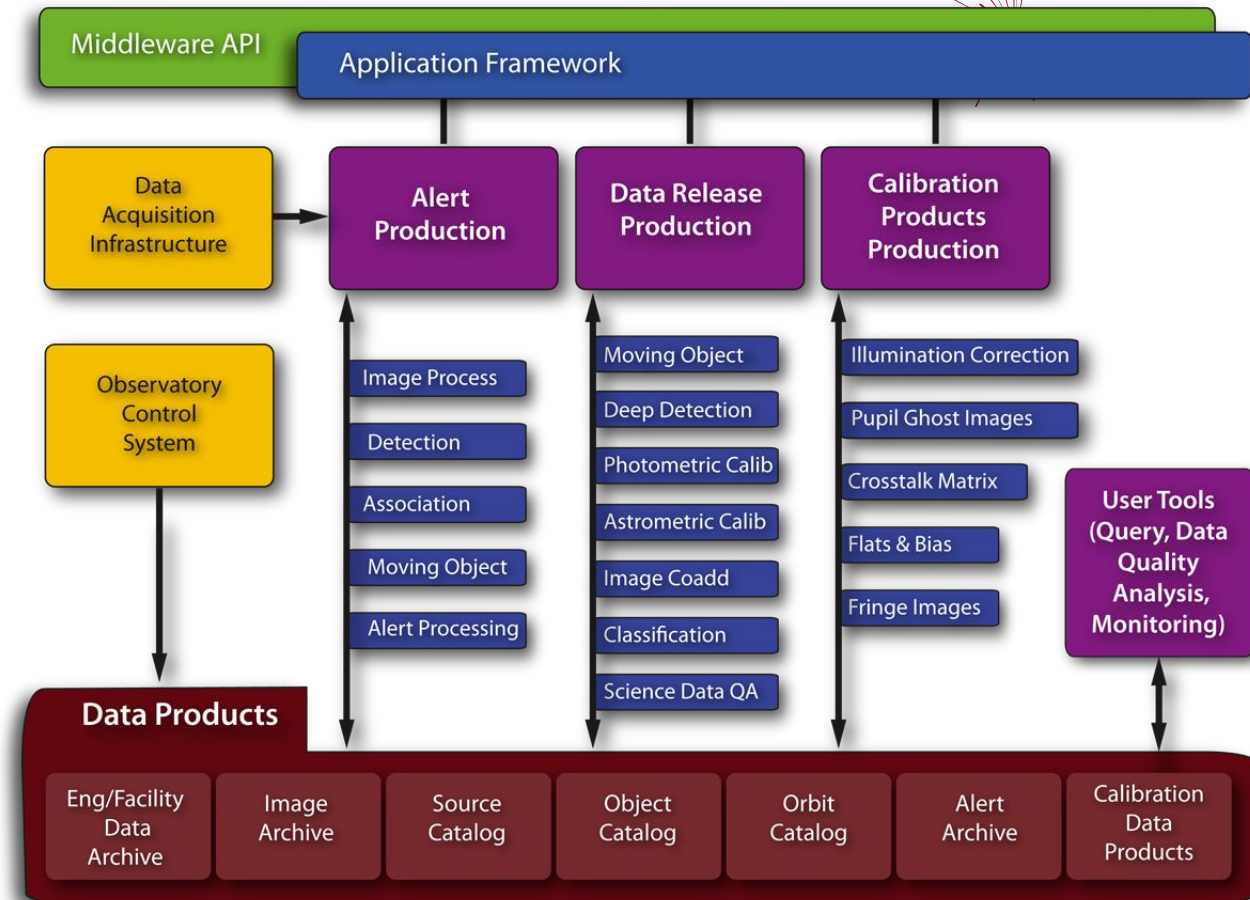 Middleware API
Application Framework
Data
Acquisition
Infrastructure
Alert
Production
Data Release
Production
Calibration
Products
Production
Observatory
Control
System
Image Process
Detection
Association
Moving Object
Alert Processing
Moving Object
Deep Detection
Photometric Calib
Astrometric Calib
Image Coadd
Classification
Science Data QA
Illumination Correction
Pupil Ghost Images
Crosstalk Matrix
Flats & Bias
Fringe Images
User Tools
(Query, Data
Quality
Analysis,
Monitoring)
Data Products
Eng/Facility
Data
Archive
Image
Archive
Source
Catalog
Object
Catalog
Orbit
Catalog
Alert
Archive
Calibration
Data
Products